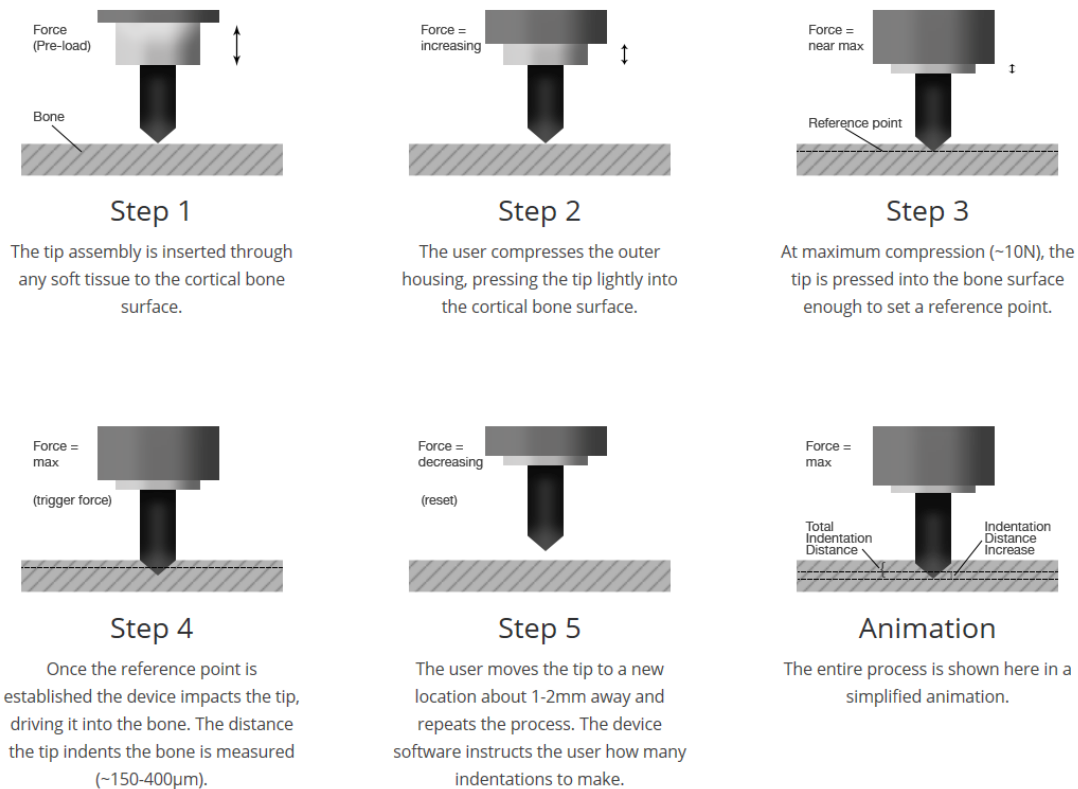 Force
(Pre-load)
Bone
Step 1
The tip assembly is inserted through
any soft tissue to the cortical bone
surface.
Force =
increasing
Step 2
The user compresses the outer
housing, pressing the tip lightly into
the cortical bone surface.
Force =
near max
Reference point
Step 3
At maximum compression (~10N), the
tip is pressed into the bone surface
enough to set a reference point.
Force =
max
(trigger force)
Step 4
Once the reference point is
established the device impacts the tip,
driving it into the bone. The distance
the tip indents the bone is measured
(~150-400μm).
Force =
decreasing
(reset)
Step 5
The user moves the tip to a new
location about 1-2mm away and
repeats the process. The device
software instructs the user how many
indentations to make.
Force =
max
Total
Indentation
Distance
Indentation
Distance
Increase
Animation
The entire process is shown here in a
simplified animation.